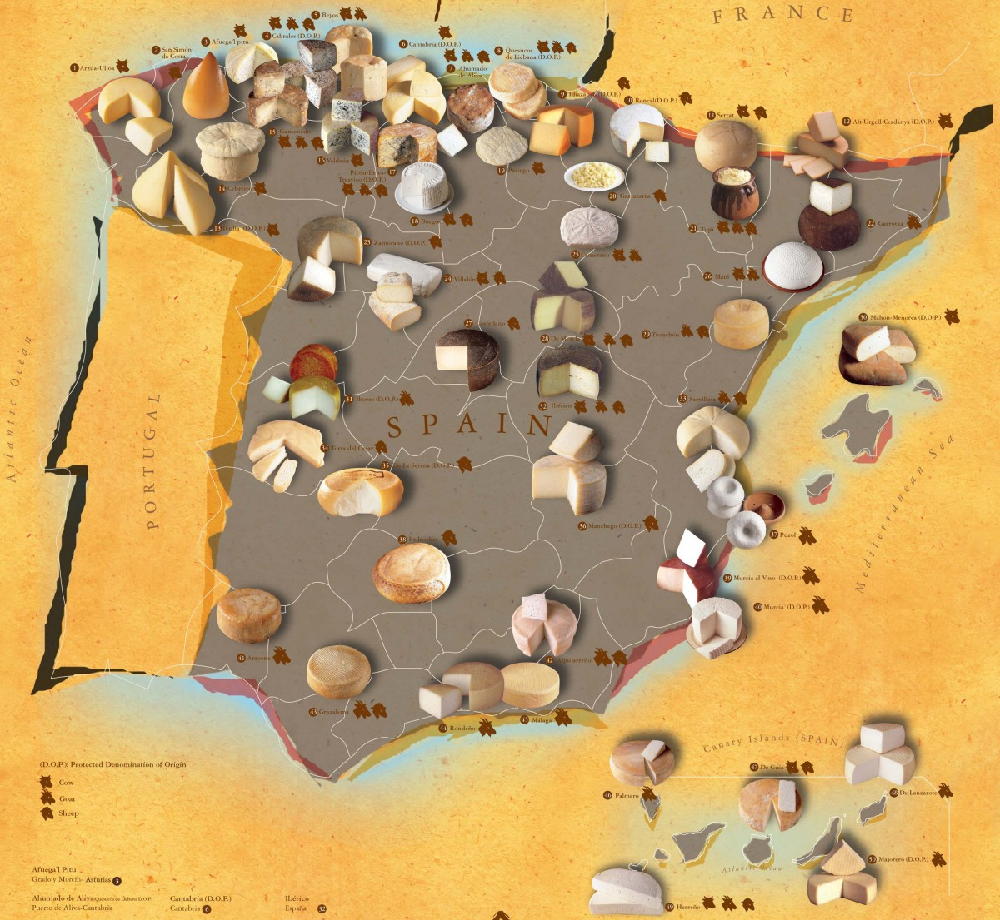 FRANCE
5 Beyos
3 Afuega'l pitu
4 Cabrales (D.O.P.)
6 Cantabria (D.O.P.)
2 San Simón
da Costa
8 Quesucos
de Liébana (D.O.P.)
1 Arzúa-Ulloa
7 Ahumado
de Aliva
9 Idiazábal (D.O.P.)
10 Roncal (D.O.P.)
11 Serrat
12 Alt Urgell-Cerdanya (D.O.P.)
15 Gamonedo
16 Valdeón
Picón-Bejes- 17
Tresviso (D.O.P.)
19 Pasiego
14 Cebreiro
20 Gaztazarra
13 Tetilla (D.O.P.)
18 Burgos
21 Tupí
22 Garrotxa
23 Zamorano (D.O.P.)
25 Camerano
24 Villalón
26 Mató
27 Castellano
28 De Mezcla
29 Tronchón
30 Mahón-Menorca (D.O.P.)
Atlantic Ocean
31 Ibores (D.O.P.)
32 Ibérico
33 Servilleta
SPAIN
PORTUGAL
34 Torta del Casar
35 De La Serena (D.O.P.)
Mediterranean Sea
36 Manchego (D.O.P.)
37 Puzol
38 Pedroches
39 Murcia al Vino (D.O.P.)
40 Murcia (D.O.P.)
41 Aracena
42 Alpujarreño
43 Grazalema
44 Rondeño
45 Málaga
Canary Islands (SPAIN)
(D.O.P.): Protected Denomination of Origin
Cow
Goat
Sheep
46 Palmero
47 De Guía
48 De Lanzarote
50 Majorero (D.O.P.)
Atlantic Ocean
49 Herreño
Afuega'l Pitu
Grado y Morcín- Asturias 3
Ahumado de Aliva (Quesucos de Liébana D.O.P.)
Puerto de Aliva-Cantabria
Cantabria (D.O.P.)
Cantabria 6
Ibérico
España 32